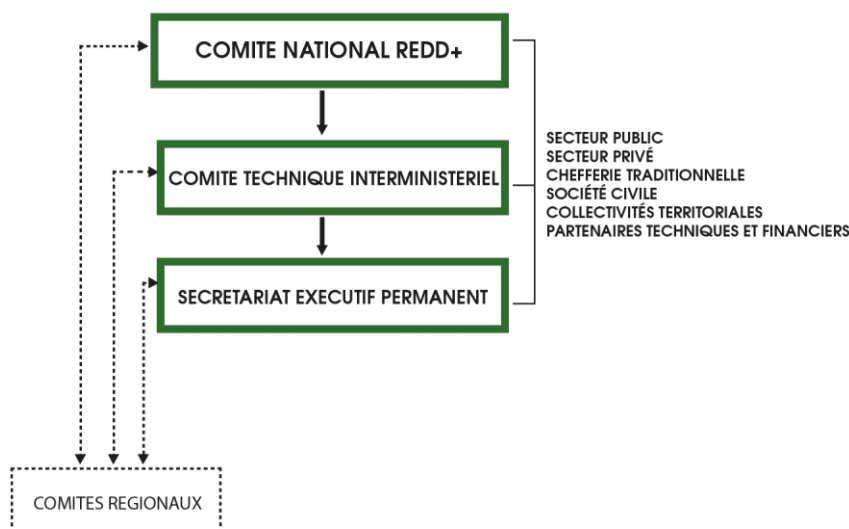 COMITE NATIONAL REDD+
COMITE TECHNIQUE INTERMINISTERIEL
SECRETARIAT EXECUTIF PERMANENT
SECTEUR PUBLIC
SECTEUR PRIVÉ
CHEFFERIE TRADITIONNELLE
SOCIÉTÉ CIVILE
COLLECTIVITÉS TERRITORIALES
PARTENAIRES TECHNIQUES ET FINANCIERS
COMITES REGIONAUX